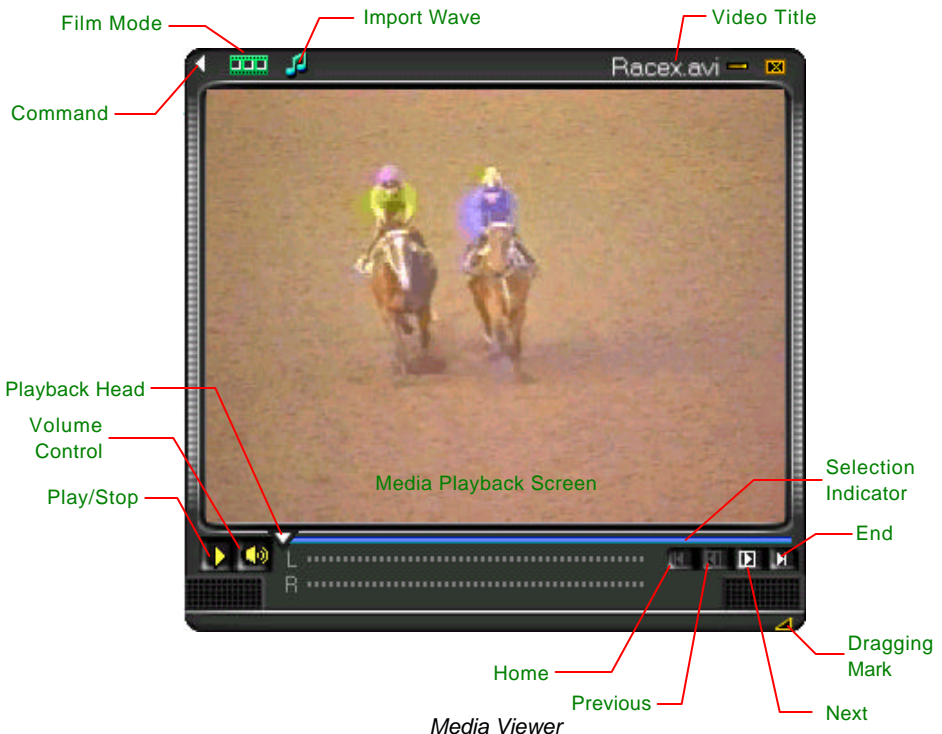 Film Mode
Import Wave
Video Title
Racex.avi
Command
Playback Head
Volume
Control
Play/Stop
Media Playback Screen
Selection
Indicator
End
L
R
Home
Previous
Next
Dragging
Mark
Media Viewer